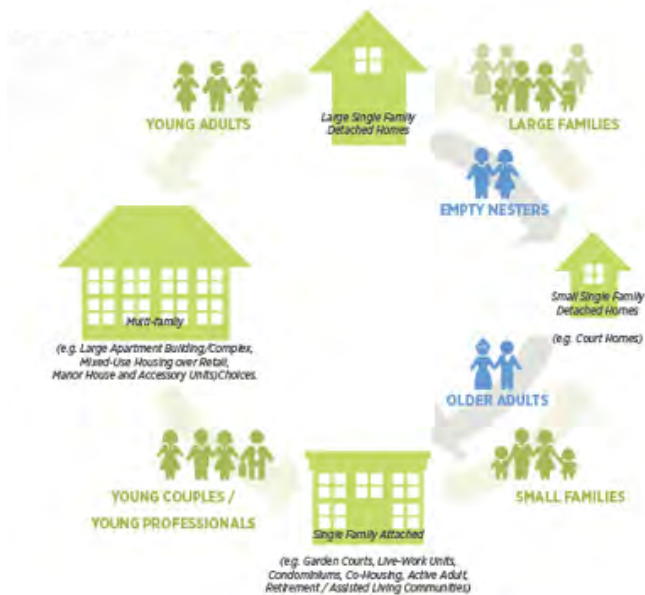 YOUNG ADULTS
Large Single Family
Detached Homes
LARGE FAMILIES
EMPTY NESTERS
Small Single Family
Detached Homes
(e.g. Court Homes)
Multi-family
(e.g. Large Apartment Building/Complex,
Mixed-Use Housing over Retail,
Manor House and Accessory Units)Choices.
OLDER ADULTS
YOUNG COUPLES /
YOUNG PROFESSIONALS
SMALL FAMILIES
Single Family Attached
(e.g. Garden Courts, Live-Work Units,
Condominiums, Co-Housing, Active Adult,
Retirement / Assisted Living Communities)